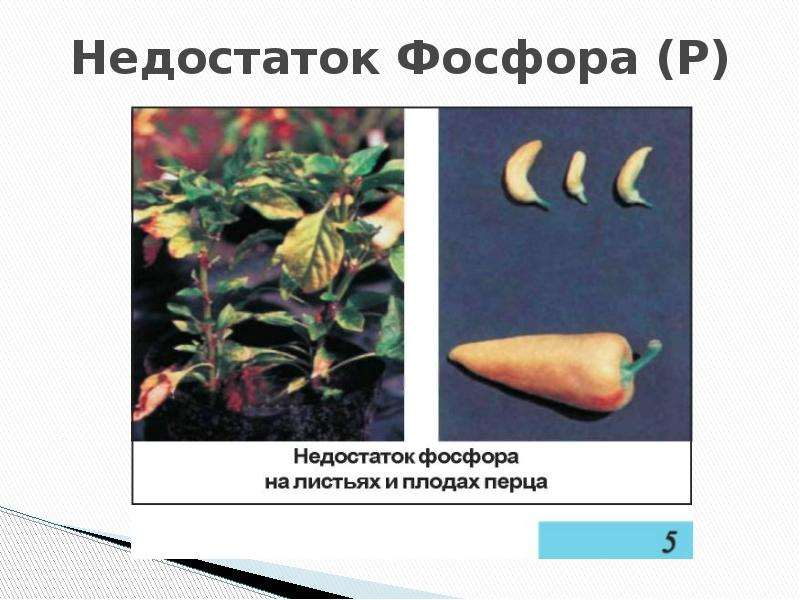 Недостаток Фосфора (P)
Недостаток фосфора
на листьях и плодах перца
5